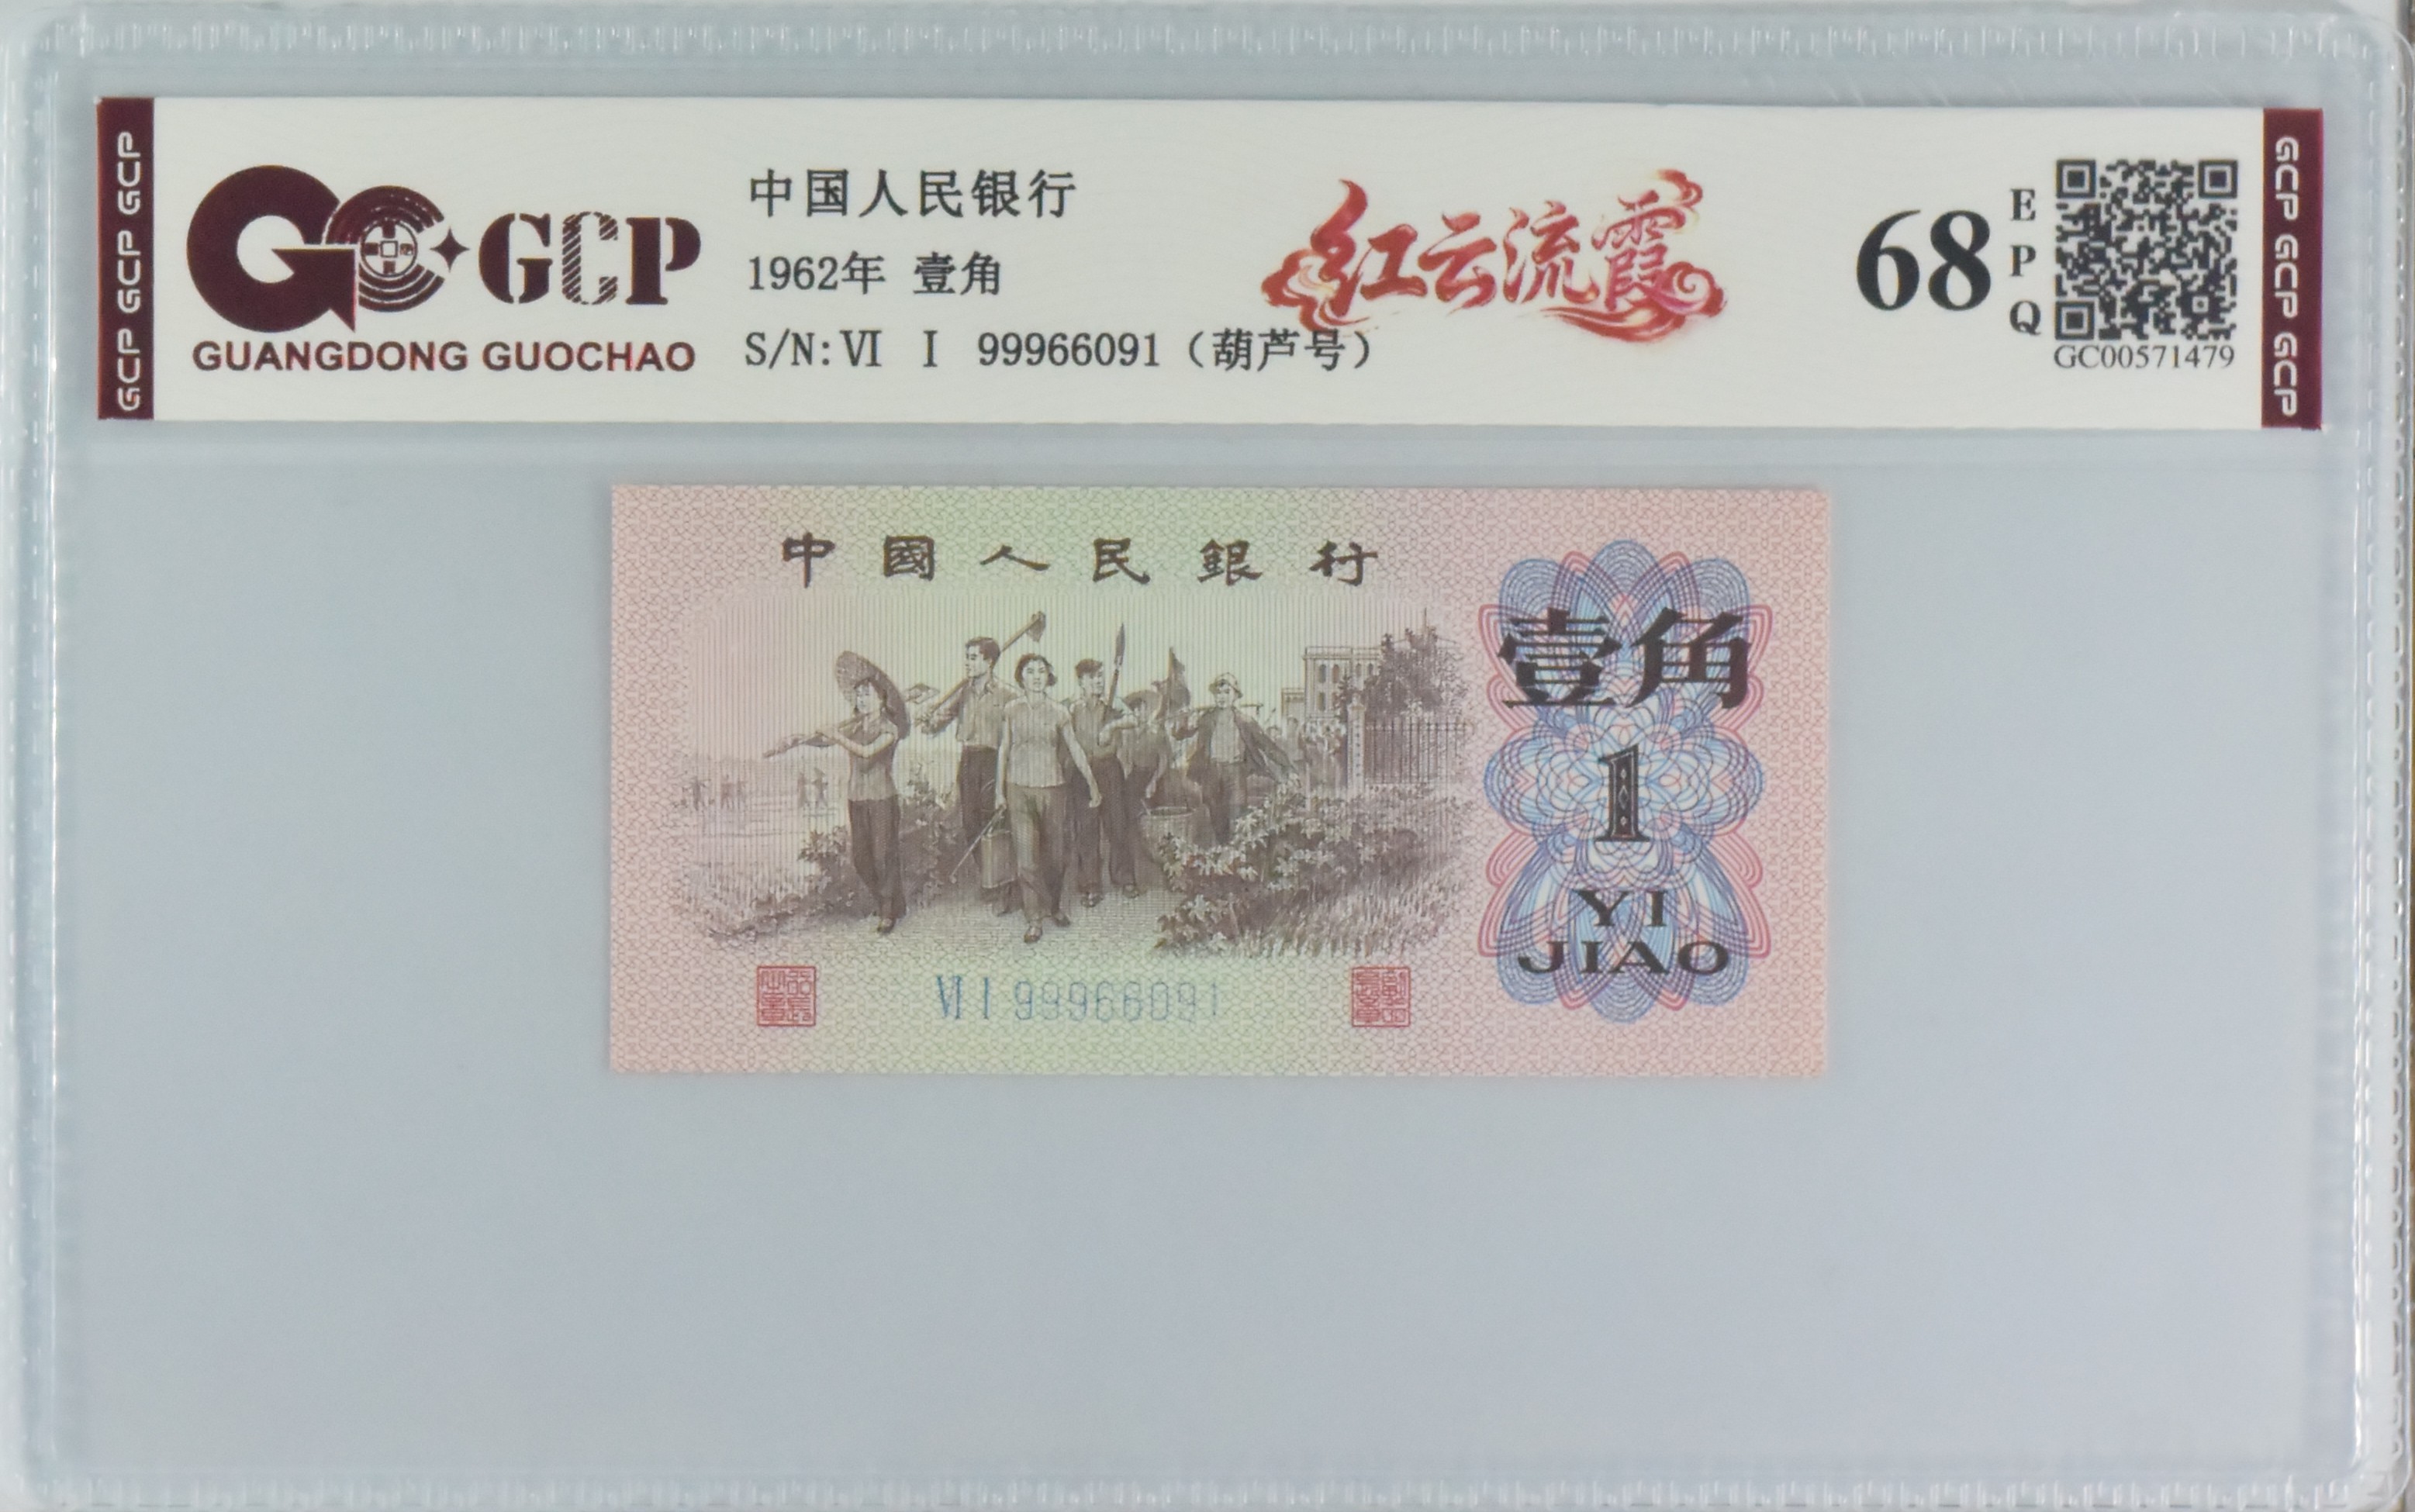 GCP GCP GCP
GCP
GUANGDONG GUOCHAO
中国人民银行
1962年 壹角
S/N:Ⅵ Ⅰ 99966091（葫芦号）
红云流霞
68
EPQ
GC00571479
GCP GCP GCP
中國人民銀行
壹角
1
YI
JIAO
Ⅵ Ⅰ 99966091